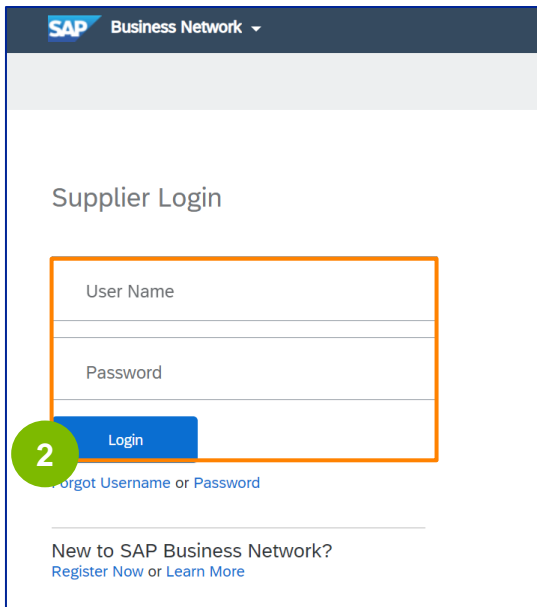 SAP Business Network
Supplier Login
User Name
Password
Login
2
Forgot Username or Password
New to SAP Business Network?
Register Now or Learn More